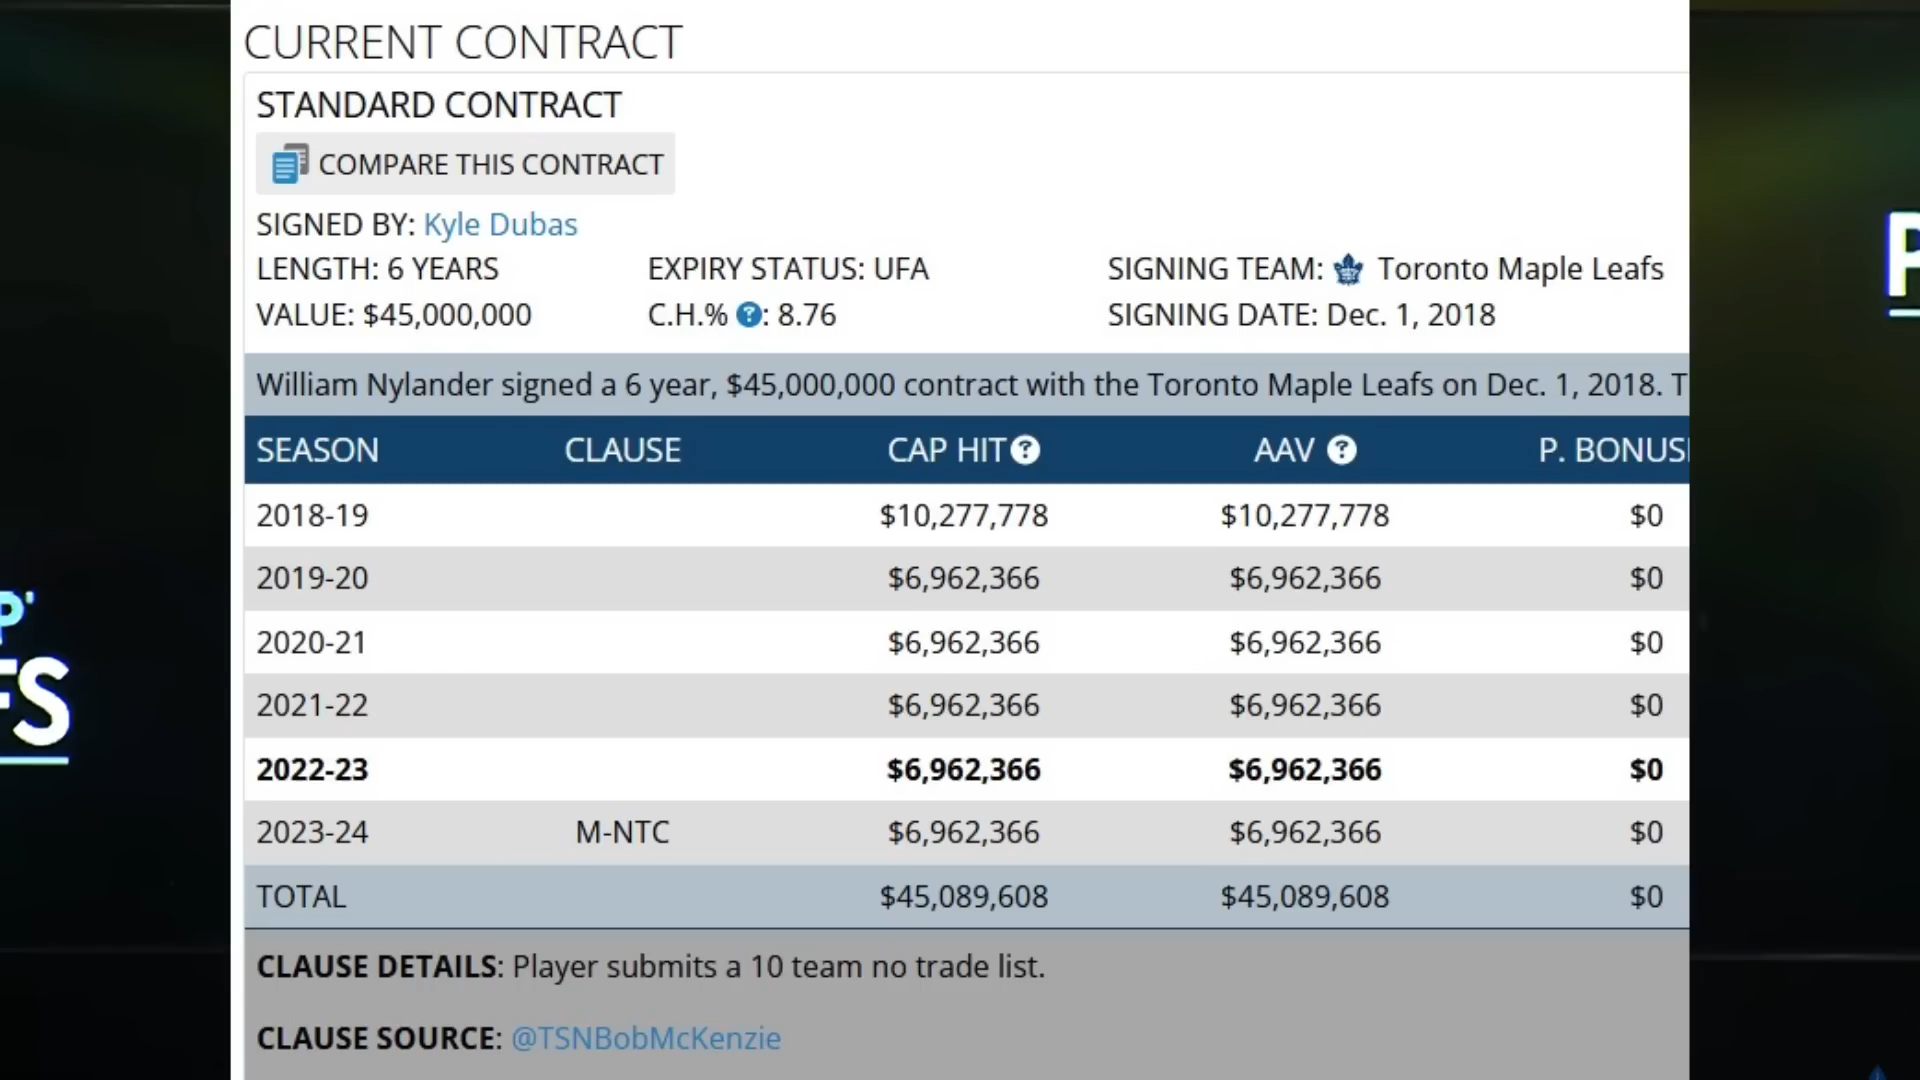 CURRENT CONTRACT
STANDARD CONTRACT
COMPARE THIS CONTRACT
SIGNED BY: Kyle Dubas
LENGTH: 6 YEARS EXPIRY STATUS: UFA SIGNING TEAM: Toronto Maple Leafs
VALUE: $45,000,000 C.H.% ?: 8.76 SIGNING DATE: Dec. 1, 2018
William Nylander signed a 6 year, $45,000,000 contract with the Toronto Maple Leafs on Dec. 1, 2018. T
SEASON CLAUSE CAP HIT ? AAV ? P. BONUS
2018-19 $10,277,778 $10,277,778 $0
2019-20 $6,962,366 $6,962,366 $0
2020-21 $6,962,366 $6,962,366 $0
2021-22 $6,962,366 $6,962,366 $0
2022-23 $6,962,366 $6,962,366 $0
2023-24 M-NTC $6,962,366 $6,962,366 $0
TOTAL $45,089,608 $45,089,608 $0
CLAUSE DETAILS: Player submits a 10 team no trade list.
CLAUSE SOURCE: @TSNBobMcKenzie
P'
FS
P